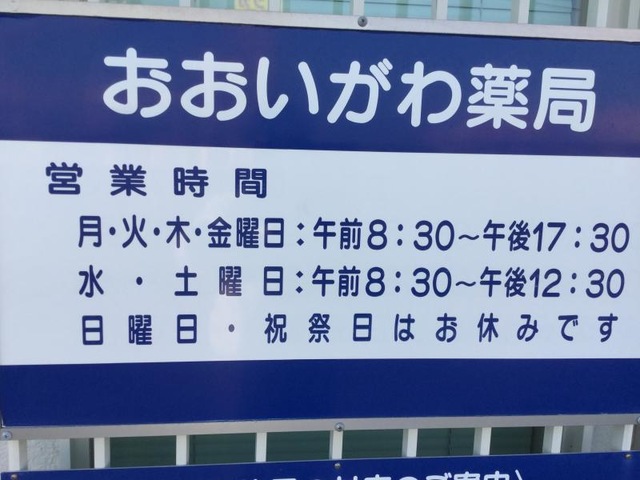 おおいがわ薬局
営業時間
月・火・木・金曜日：午前8：30～午後17：30
水・土曜日：午前8：30～午後12：30
日曜日・祝祭日はお休みです